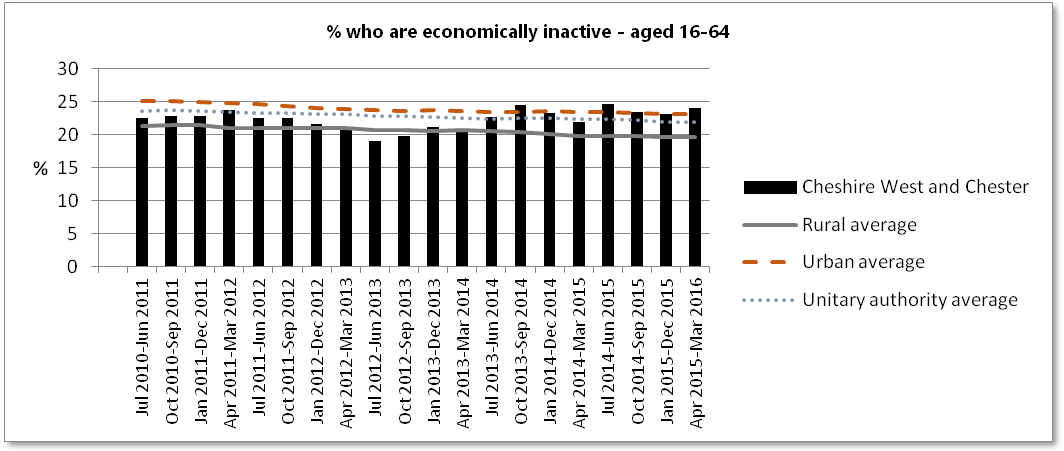 % who are economically inactive - aged 16-64
30
25
20
15
10
5
0
%
Jul 2010-Jun 2011
Oct 2010-Sep 2011
Jan 2011-Dec 2011
Apr 2011-Mar 2012
Jul 2011-Jun 2012
Oct 2011-Sep 2012
Jan 2012-Dec 2012
Apr 2012-Mar 2013
Jul 2012-Jun 2013
Oct 2012-Sep 2013
Jan 2013-Dec 2013
Apr 2013-Mar 2014
Jul 2013-Jun 2014
Oct 2013-Sep 2014
Jan 2014-Dec 2014
Apr 2014-Mar 2015
Jul 2014-Jun 2015
Oct 2014-Sep 2015
Jan 2015-Dec 2015
Apr 2015-Mar 2016
Cheshire West and Chester
Rural average
Urban average
Unitary authority average